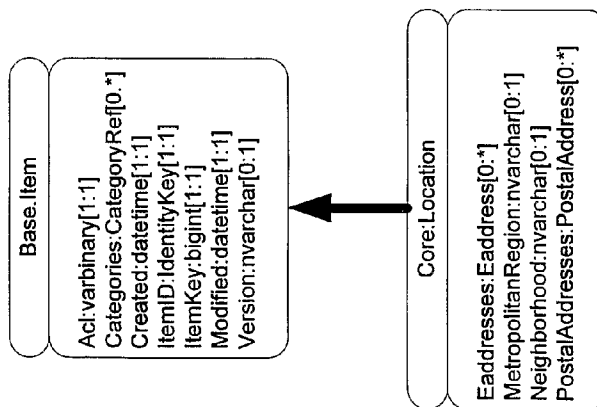 Base.Item
Acl:varbinary[1:1]
Categories:CategoryRef[0.*]
Created:datetime[1:1]
ItemID:IdentityKey[1:1]
ItemKey:bigint[1:1]
Modified:datetime[1:1]
Version:nvarchar[0:1]
Core:Location
Eaddresses:Eaddress[0:*]
MetropolitanRegion:nvarchar[0:1]
Neighborhood:nvarchar[0:1]
PostalAddresses:PostalAddress[0:*]